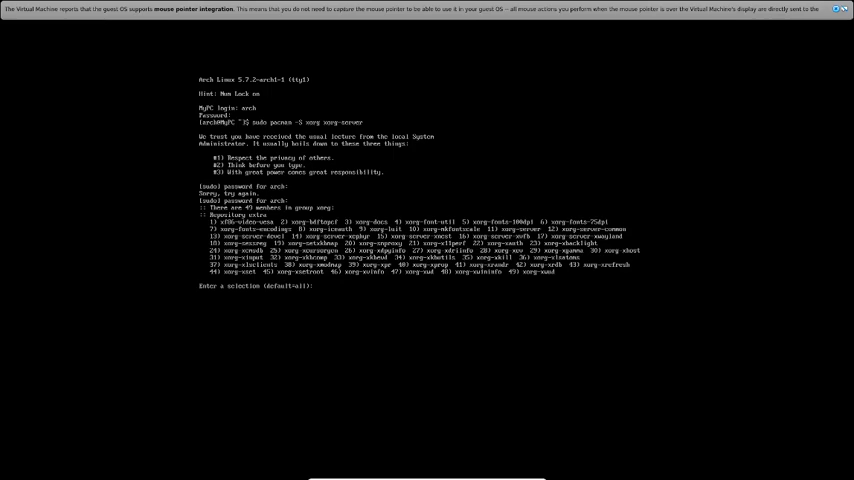 The Virtual Machine reports that the guest OS supports mouse pointer integration. This means that you do not need to capture the mouse pointer to be able to use it in your guest OS -- all mouse actions you perform when the mouse pointer is over the Virtual Machine's display are directly sent to the
Arch Linux 5.7.2-arch1-1 (tty1)
Hint: Num Lock on
MyPC login: arch
Password:
[arch@MyPC ~]$ sudo pacman -S xorg xorg-server
We trust you have received the usual lecture from the local System
Administrator. It usually boils down to these three things:
#1) Respect the privacy of others.
#2) Think before you type.
#3) With great power comes great responsibility.
[sudo] password for arch:
Sorry, try again.
[sudo] password for arch:
:: There are 49 members in group xorg:
:: Repository extra
1) xf86-video-vesa 2) xorg-bdftopcf 3) xorg-docs 4) xorg-font-util 5) xorg-fonts-100dpi 6) xorg-fonts-75dpi
7) xorg-fonts-encodings 8) xorg-iceauth 9) xorg-luit 10) xorg-mkfontscale 11) xorg-server 12) xorg-server-common
13) xorg-server-devel 14) xorg-server-xephyr 15) xorg-server-xnest 16) xorg-server-xvfb 17) xorg-server-xwayland
18) xorg-sessreg 19) xorg-setxkbmap 20) xorg-smproxy 21) xorg-x11perf 22) xorg-xauth 23) xorg-xbacklight
24) xorg-xcmsdb 25) xorg-xcursorgen 26) xorg-xdpyinfo 27) xorg-xdriinfo 28) xorg-xev 29) xorg-xgamma 30) xorg-xhost
31) xorg-xinput 32) xorg-xkbcomp 33) xorg-xkbevd 34) xorg-xkbutils 35) xorg-xkill 36) xorg-xlsatoms
37) xorg-xlsclients 38) xorg-xmodmap 39) xorg-xpr 40) xorg-xprop 41) xorg-xrandr 42) xorg-xrdb 43) xorg-xrefresh
44) xorg-xset 45) xorg-xsetroot 46) xorg-xvinfo 47) xorg-xwd 48) xorg-xwininfo 49) xorg-xwud
Enter a selection (default=all):